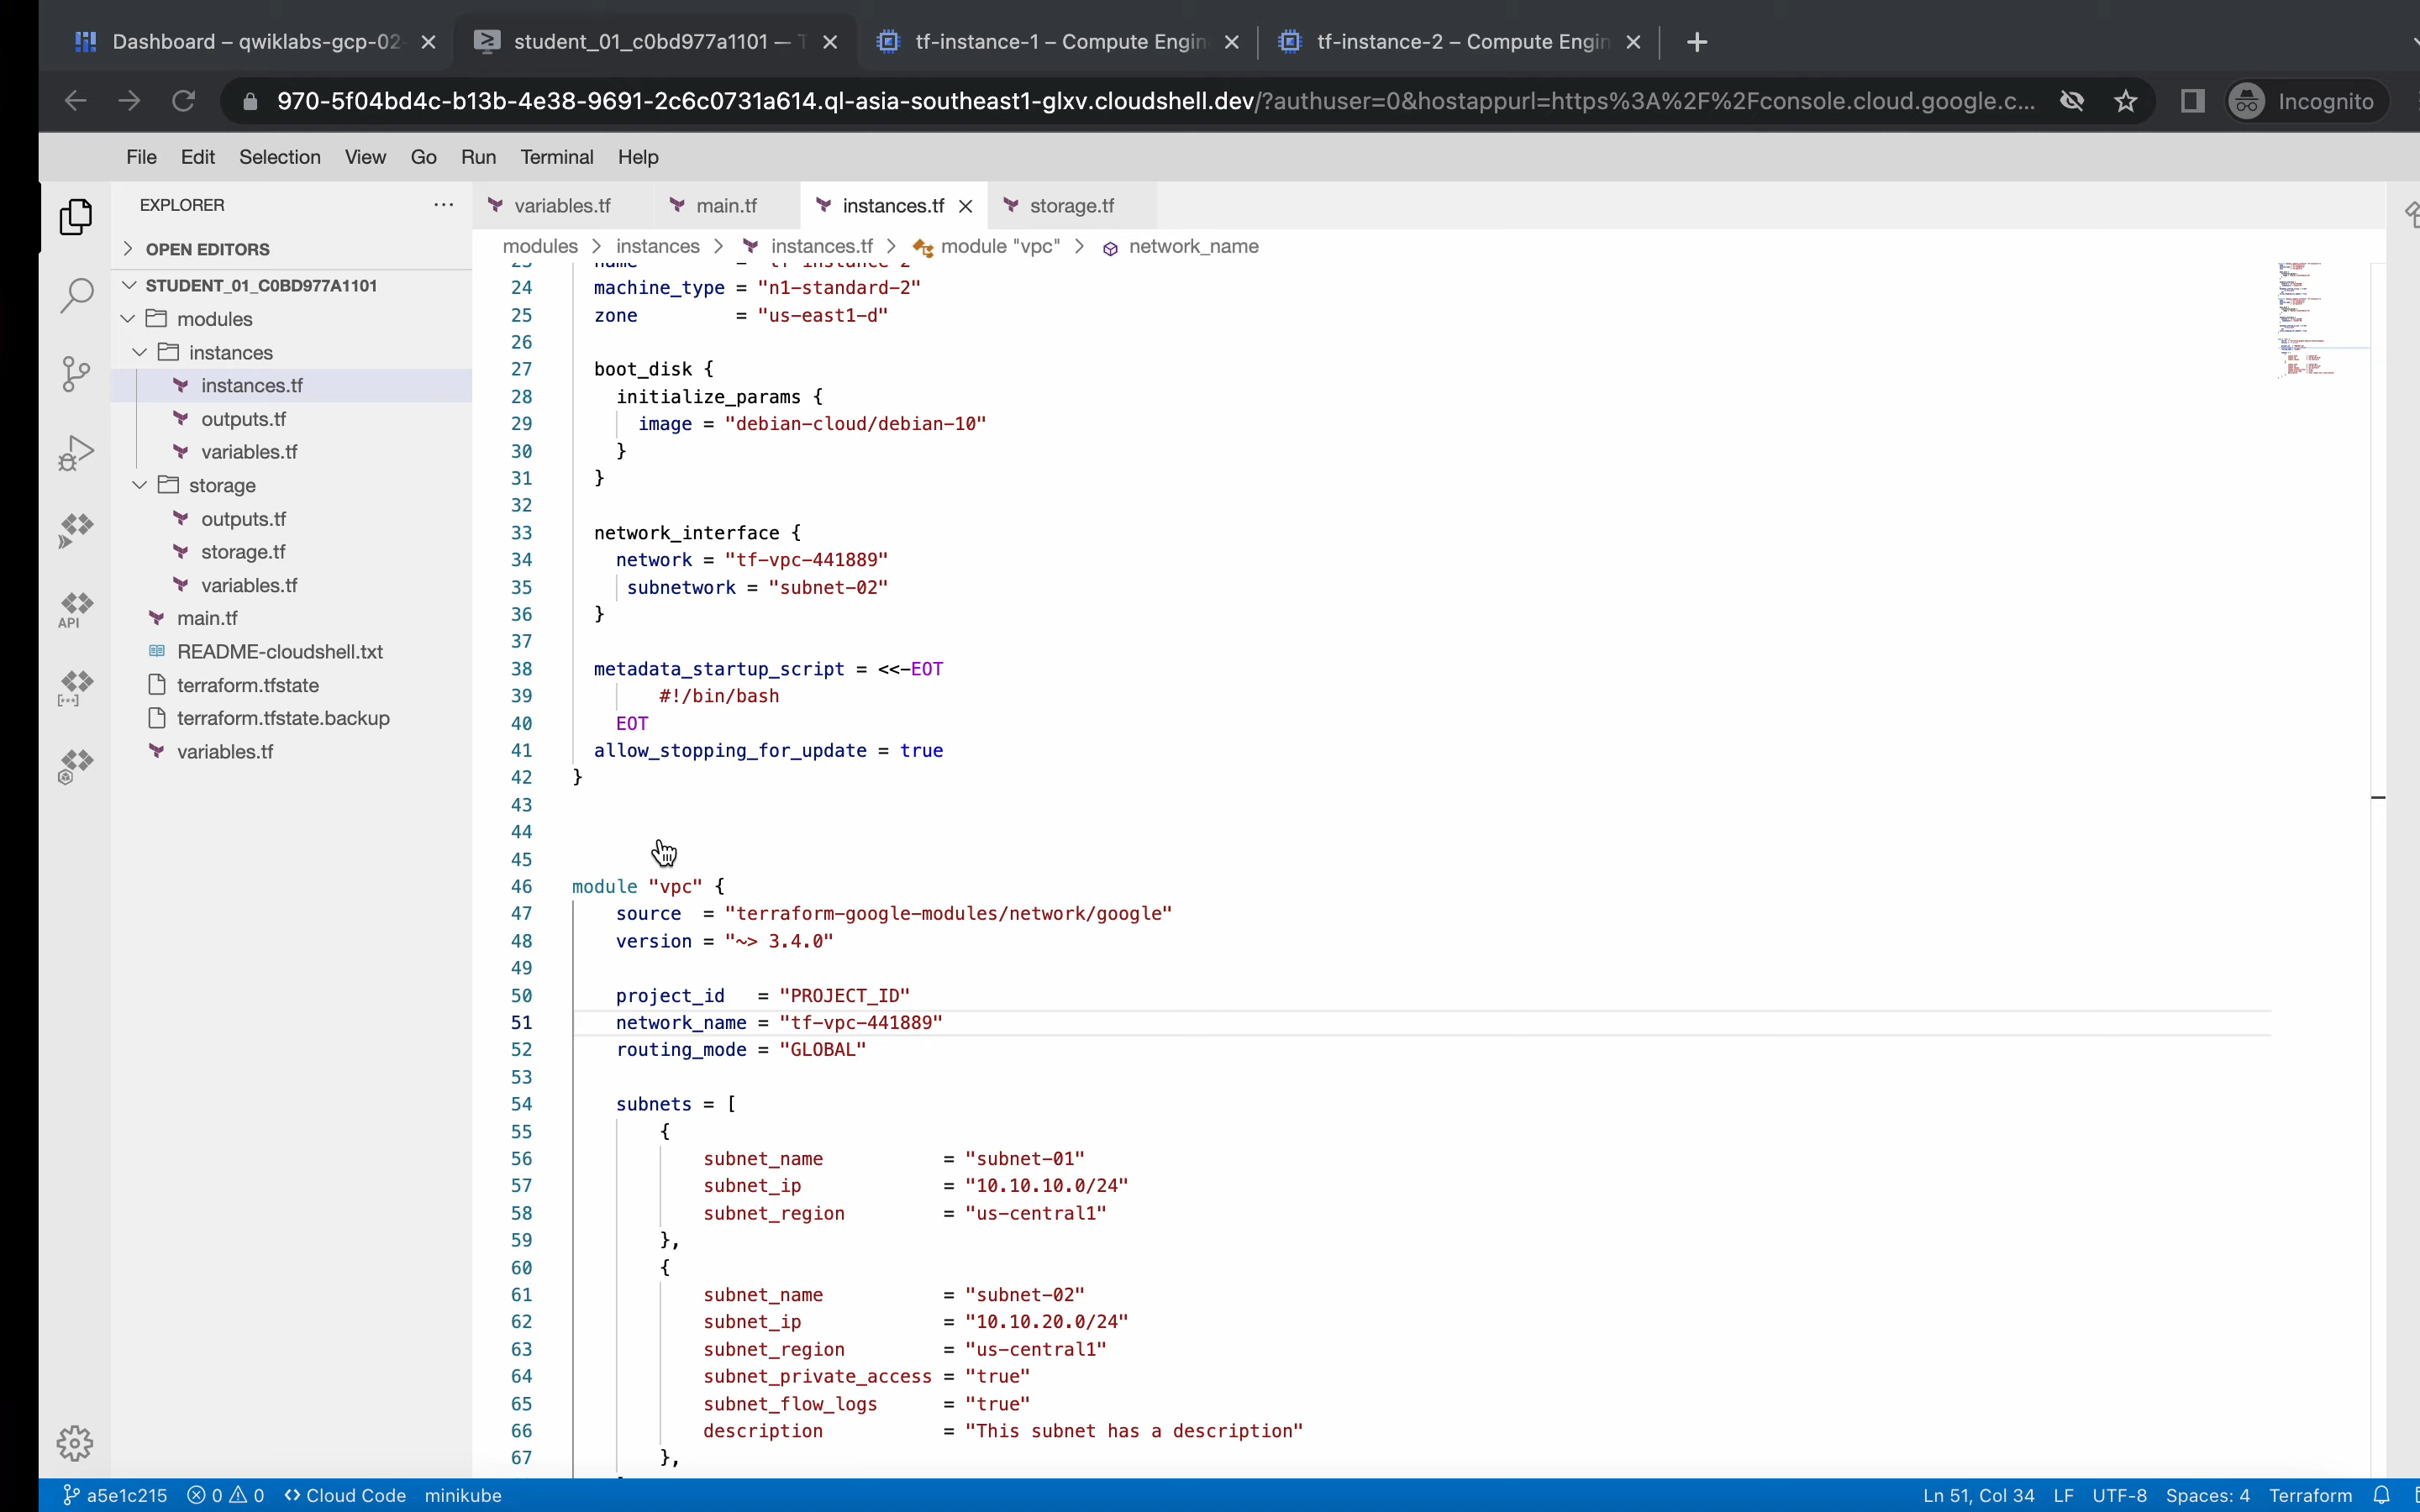 Dashboard – qwiklabs-gcp-02-
student_01_c0bd977a1101 – T
tf-instance-1 – Compute Engin
tf-instance-2 – Compute Engin
970-5f04bd4c-b13b-4e38-9691-2c6c0731a614.ql-asia-southeast1-glxv.cloudshell.dev/?authuser=0&hostappurl=https%3A%2F%2Fconsole.cloud.google.c...
Incognito
File Edit Selection View Go Run Terminal Help
EXPLORER
OPEN EDITORS
STUDENT_01_C0BD977A1101
modules
instances
instances.tf
outputs.tf
variables.tf
storage
outputs.tf
storage.tf
variables.tf
main.tf
README-cloudshell.txt
terraform.tfstate
terraform.tfstate.backup
variables.tf
API
variables.tf main.tf instances.tf storage.tf
modules > instances > instances.tf > module "vpc" > network_name
24 machine_type = "n1-standard-2"
25 zone = "us-east1-d"
26
27 boot_disk {
28 initialize_params {
29 image = "debian-cloud/debian-10"
30 }
31 }
32
33 network_interface {
34 network = "tf-vpc-441889"
35 subnetwork = "subnet-02"
36 }
37
38 metadata_startup_script = <<-EOT
39 #!/bin/bash
40 EOT
41 allow_stopping_for_update = true
42 }
43
44
45
46 module "vpc" {
47 source = "terraform-google-modules/network/google"
48 version = "~> 3.4.0"
49
50 project_id = "PROJECT_ID"
51 network_name = "tf-vpc-441889"
52 routing_mode = "GLOBAL"
53
54 subnets = [
55 {
56 subnet_name = "subnet-01"
57 subnet_ip = "10.10.10.0/24"
58 subnet_region = "us-central1"
59 },
60 {
61 subnet_name = "subnet-02"
62 subnet_ip = "10.10.20.0/24"
63 subnet_region = "us-central1"
64 subnet_private_access = "true"
65 subnet_flow_logs = "true"
66 description = "This subnet has a description"
67 },
a5e1c215 0 0 <> Cloud Code minikube
Ln 51, Col 34 LF UTF-8 Spaces: 4 Terraform